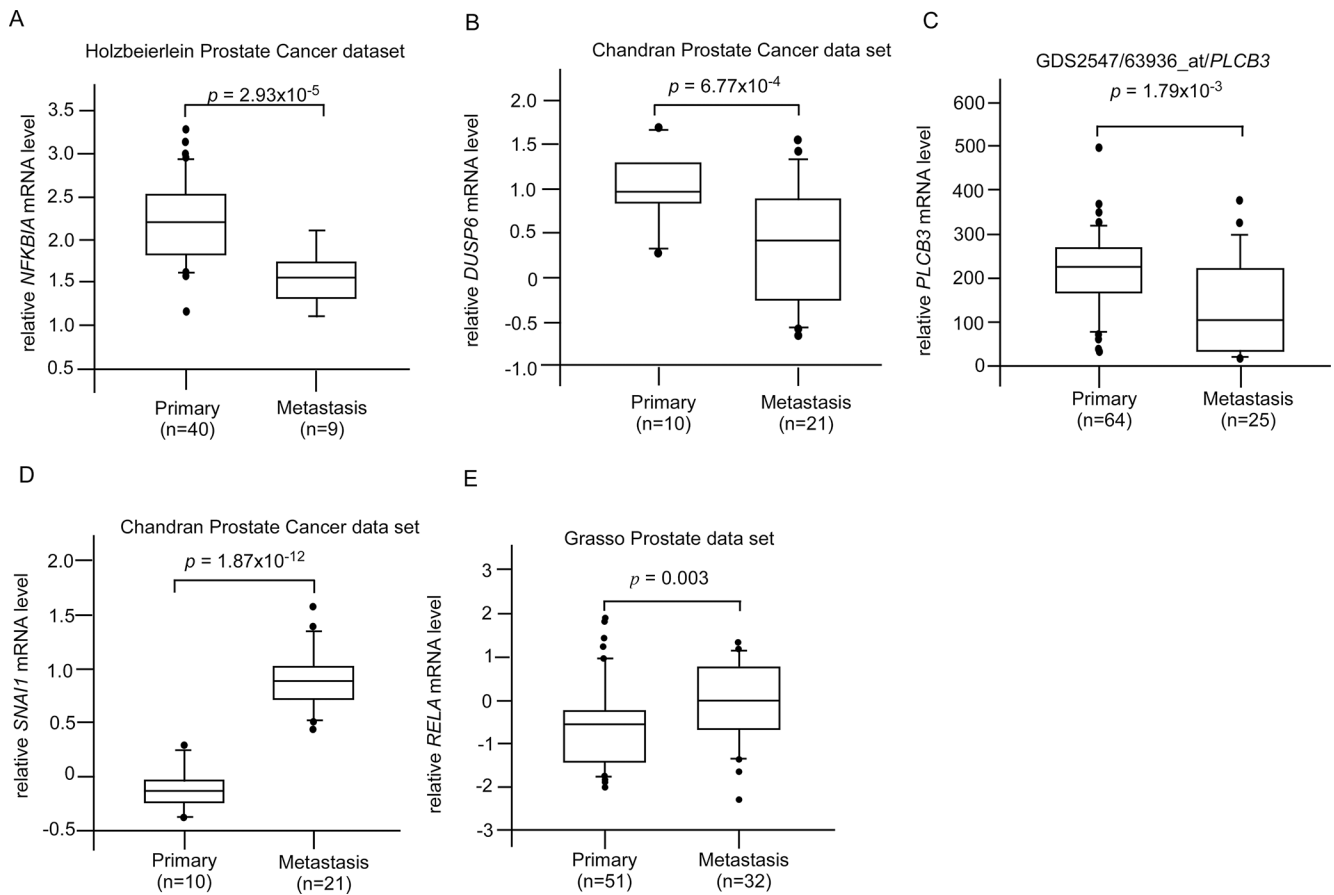 A
Holzbeierlein Prostate Cancer dataset
p = 2.93x10-5
relative NFKBIA mRNA level
3.5
3.0
2.5
2.0
1.5
1.0
0.5
Primary
(n=40)
Metastasis
(n=9)
B
Chandran Prostate Cancer data set
p = 6.77x10-4
relative DUSP6 mRNA level
2.0
1.5
1.0
0.5
0
-0.5
-1.0
Primary
(n=10)
Metastasis
(n=21)
C
GDS2547/63936_at/PLCB3
p = 1.79x10-3
relative PLCB3 mRNA level
600
500
400
300
200
100
0
Primary
(n=64)
Metastasis
(n=25)
D
Chandran Prostate Cancer data set
p = 1.87x10-12
relative SNAI1 mRNA level
2.0
1.5
1.0
0.5
0
-0.5
Primary
(n=10)
Metastasis
(n=21)
E
Grasso Prostate data set
p = 0.003
relative RELA mRNA level
3
2
1
0
-1
-2
-3
Primary
(n=51)
Metastasis
(n=32)